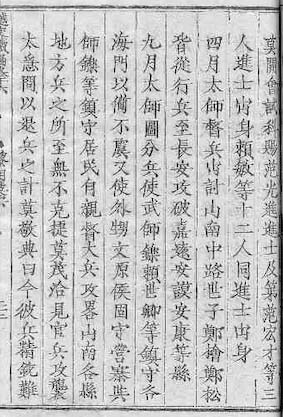 莫開會試科賜范光進進士及第范宏才等三
人進士出身賴敏等十二人同進士出身
四月太師督兵出討山南中路世子鄭檜鄭松
皆從行兵至長安攻破嘉遠安謨安康等縣
九月太師圖分兵使武師鑠賴世卿等鎮守各
海門以備不虞又使外甥文原侯固守營寨與
師鑠等鎮守居民自親督大兵攻畧山南各縣
地方兵之所至無不克捷莫茂洽見官兵攻襲
太急問以退兵之計莫敬典曰今彼兵精銳難